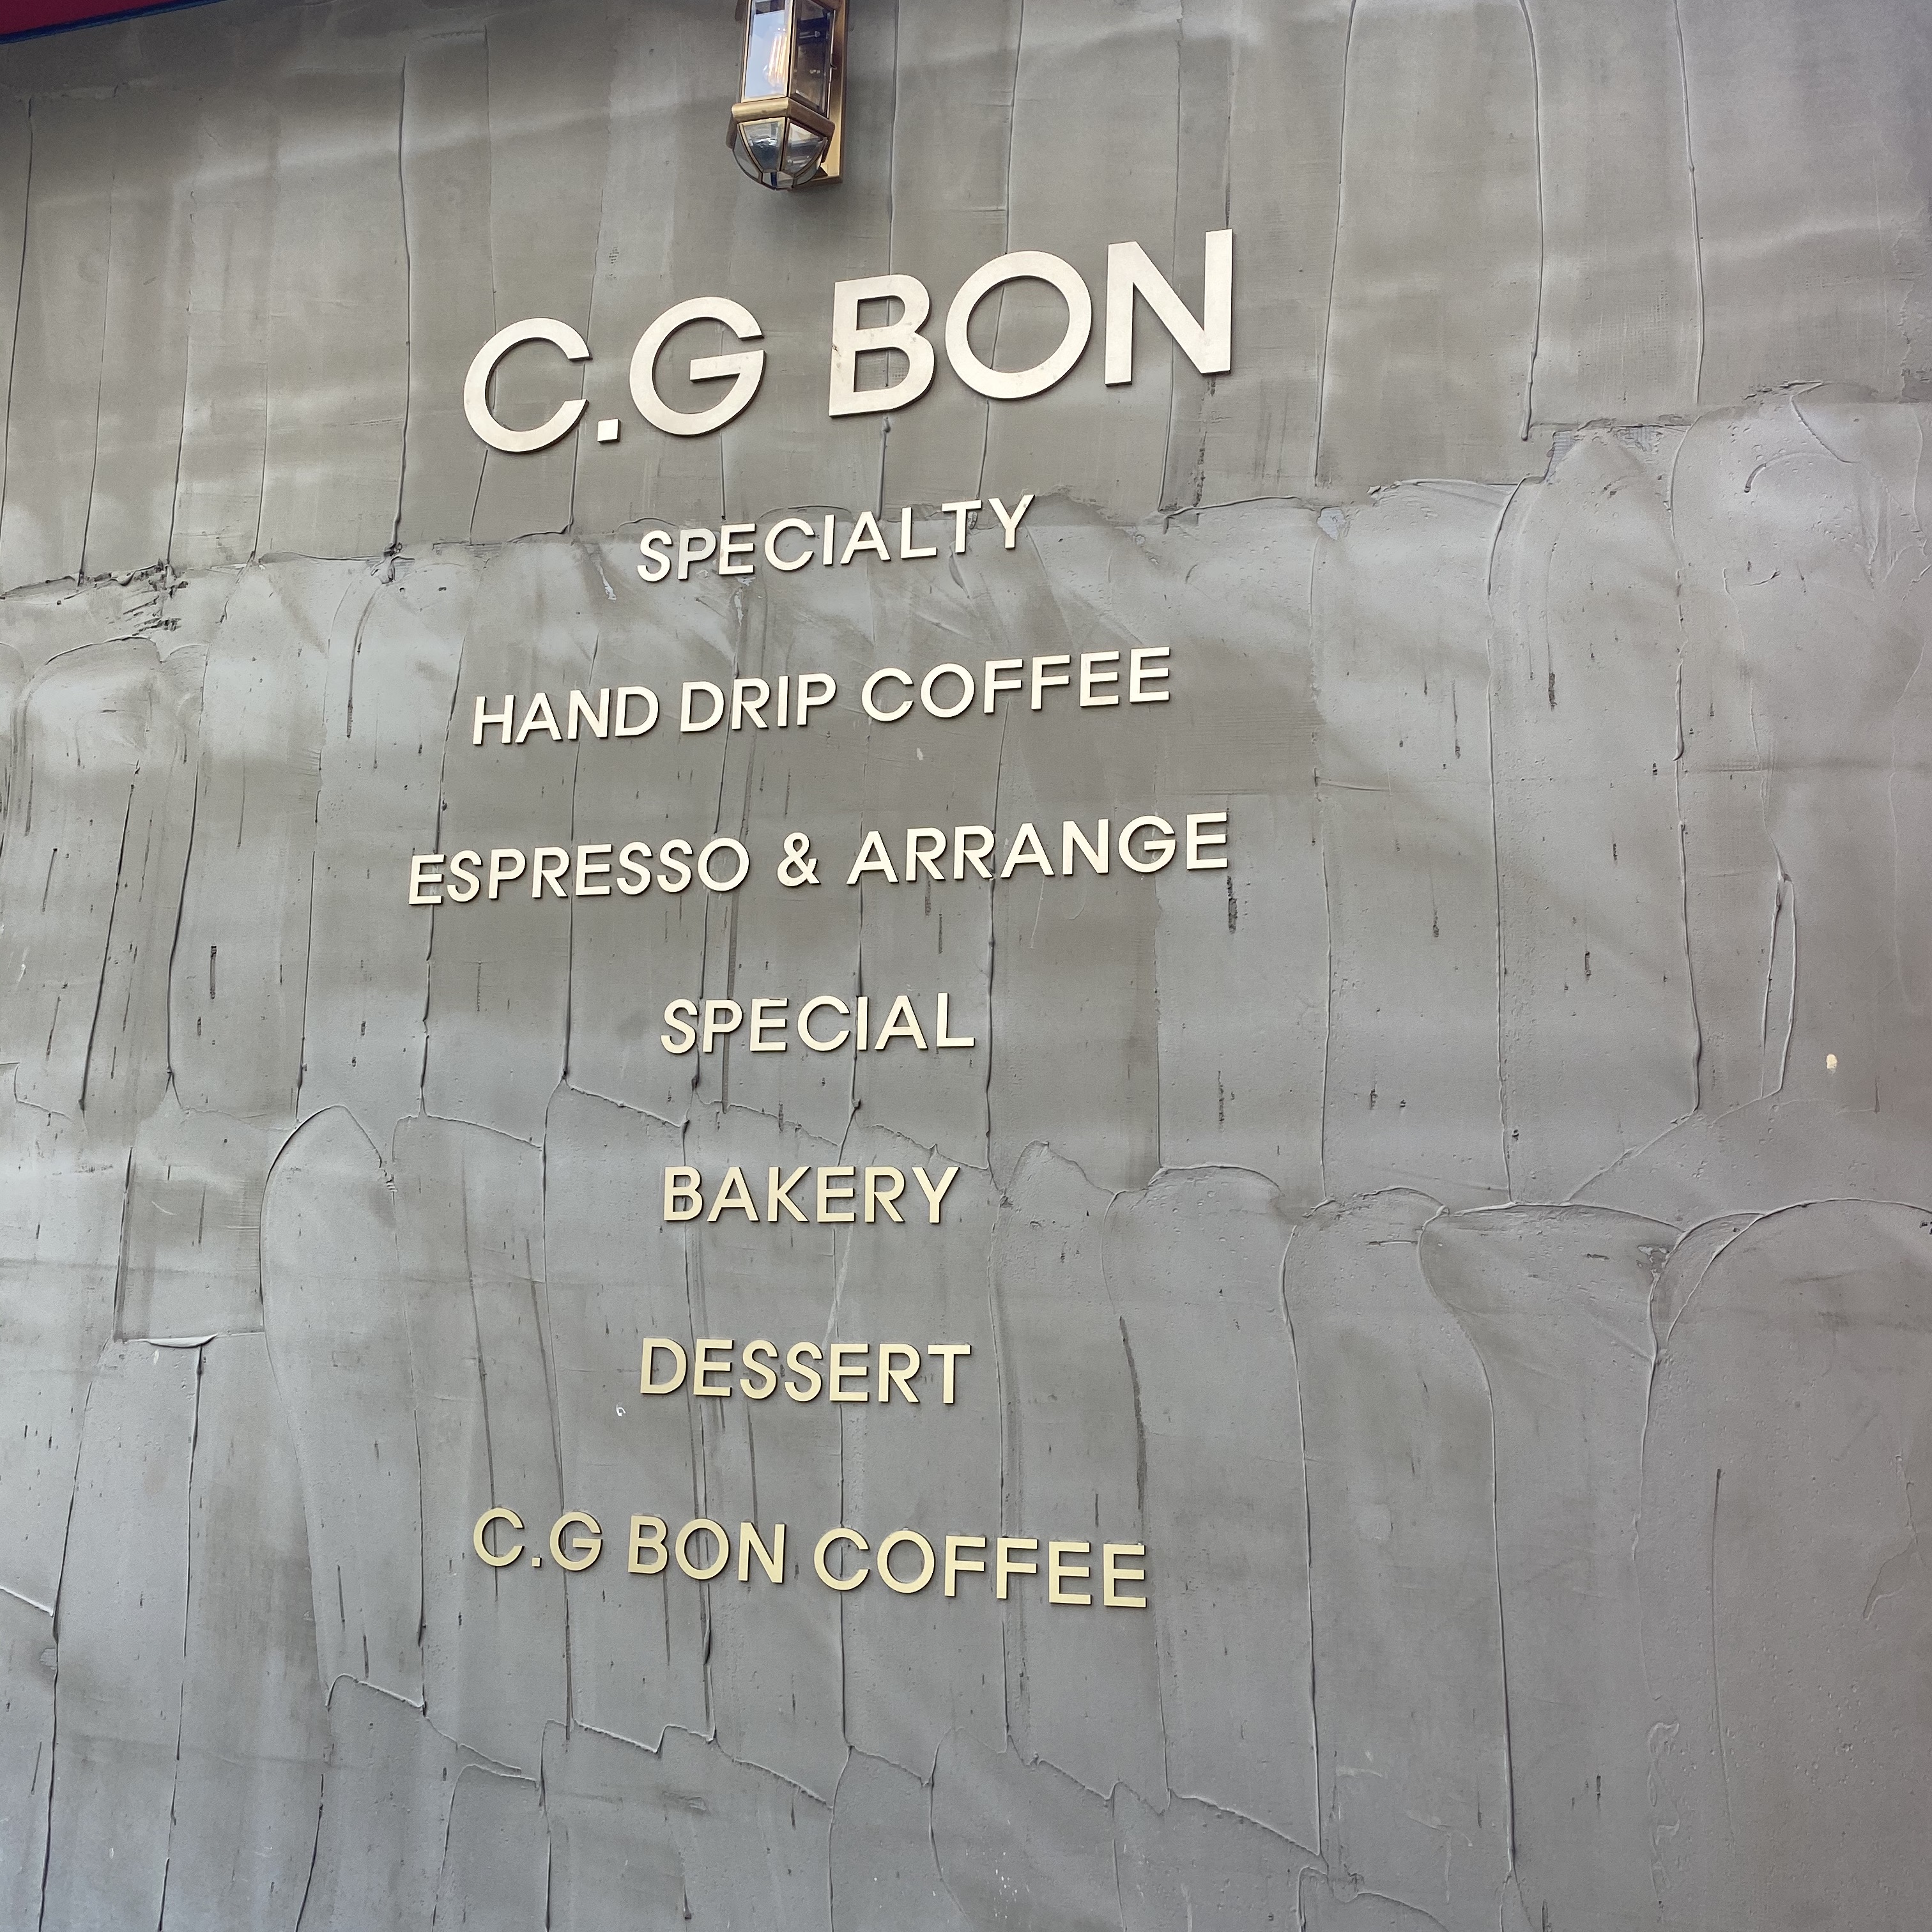 C.G BON
SPECIALTY
HAND DRIP COFFEE
ESPRESSO & ARRANGE
SPECIAL
BAKERY
DESSERT
C.G BON COFFEE